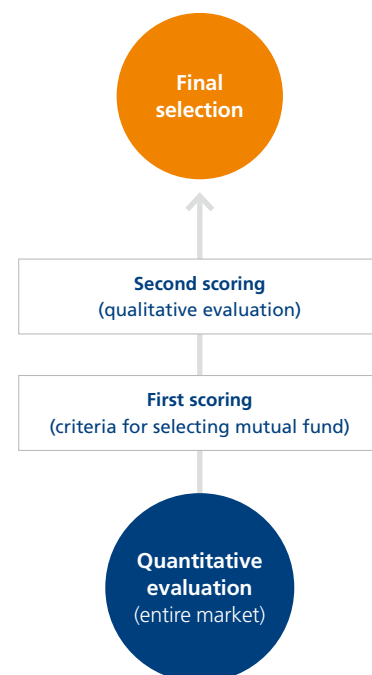 Final
selection
Second scoring
(qualitative evaluation)
First scoring
(criteria for selecting mutual fund)
Quantitative
evaluation
(entire market)